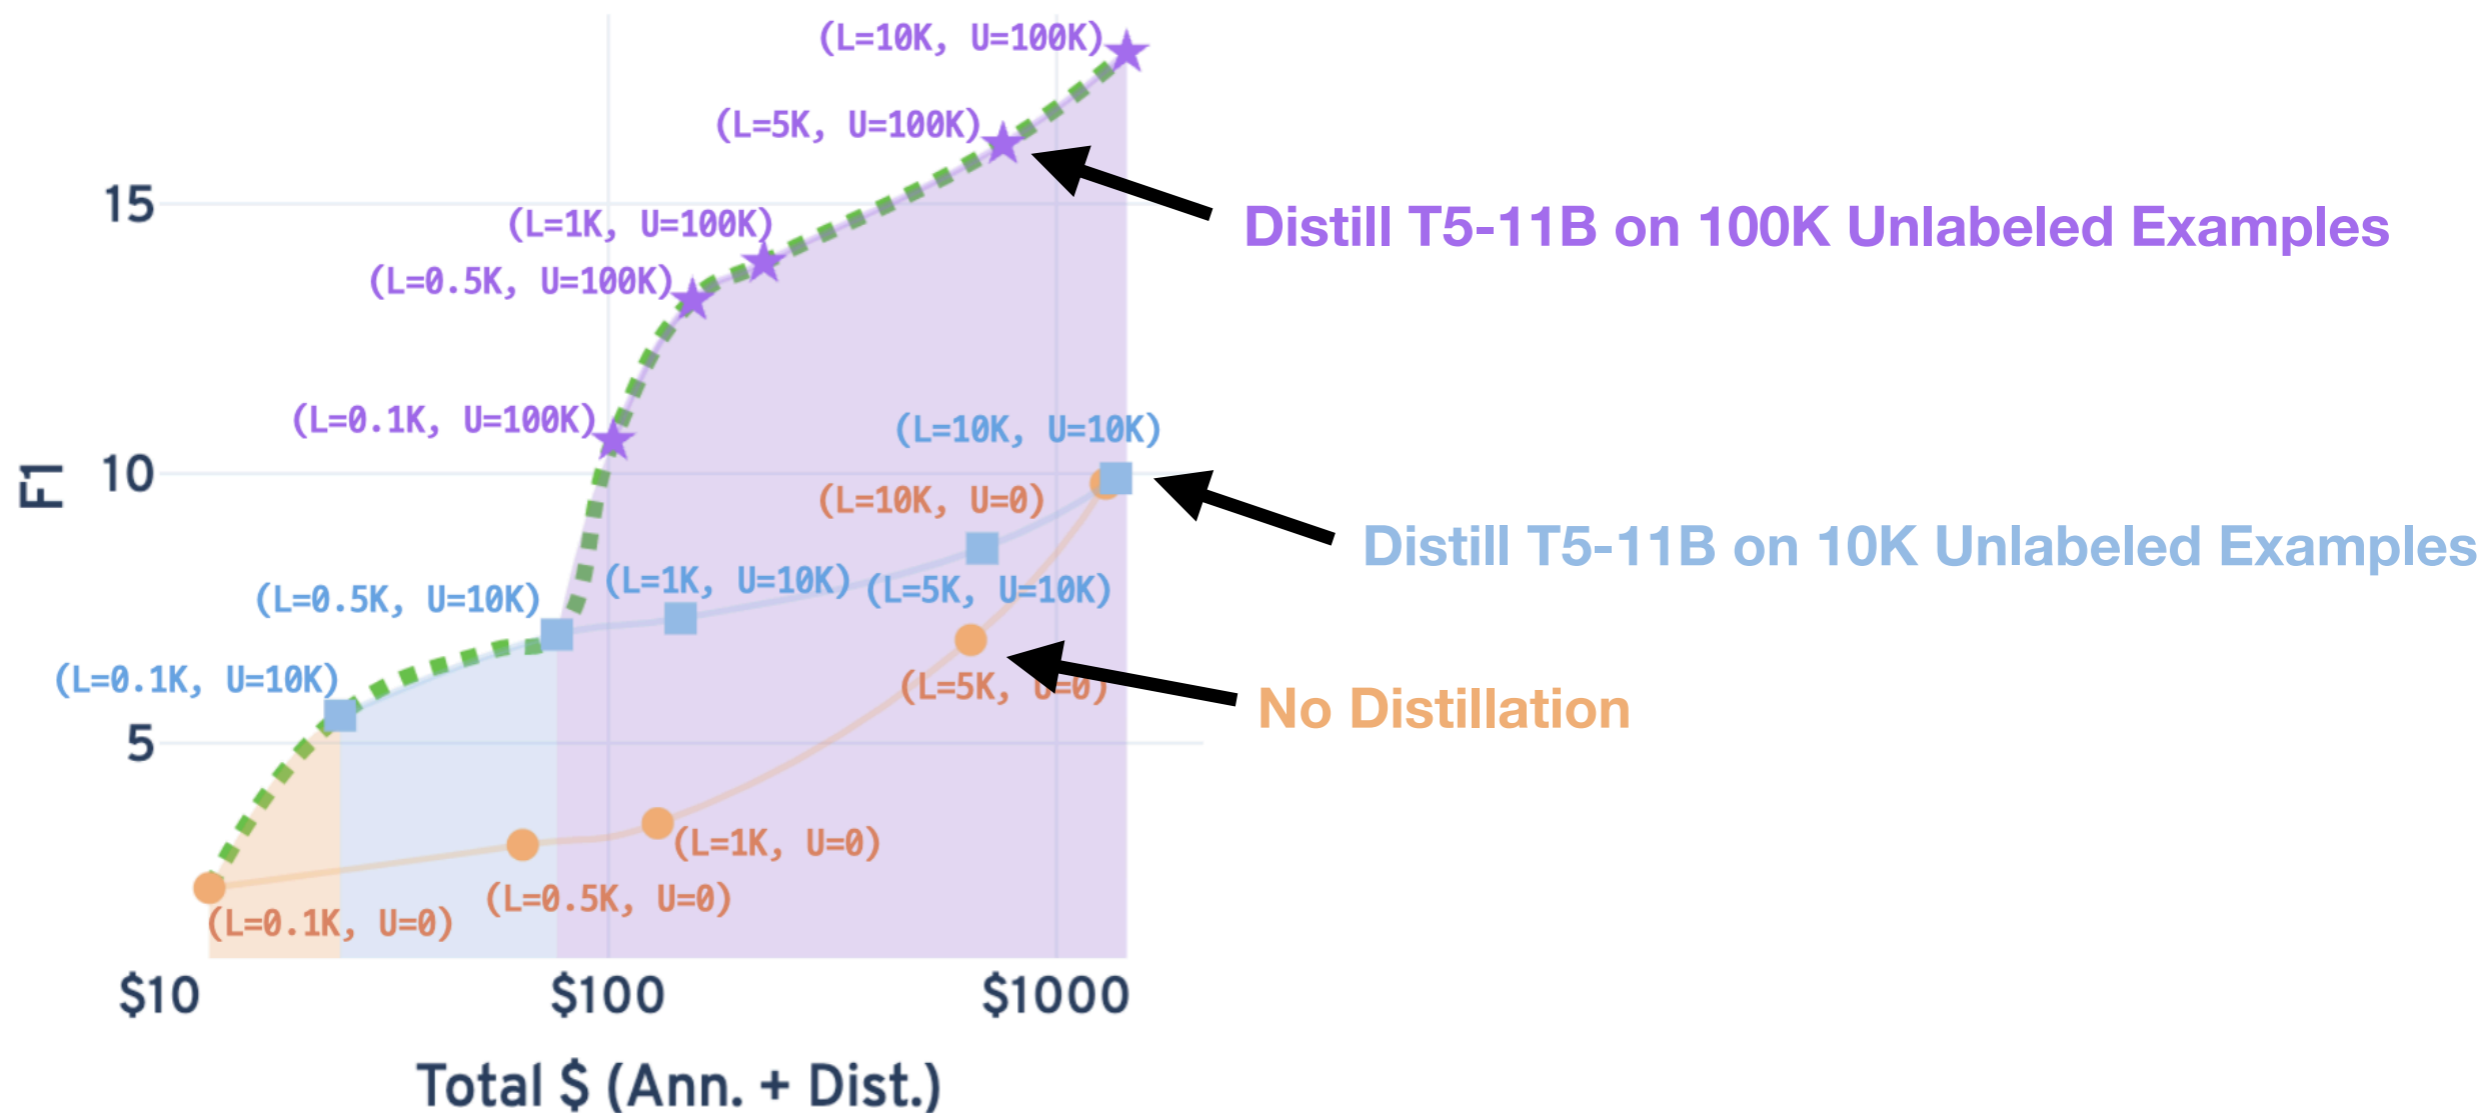 (L=10K, U=100K)
(L=5K, U=100K)
15
(L=1K, U=100K)
Distill T5-11B on 100K Unlabeled Examples
(L=0.5K, U=100K)
(L=0.1K, U=100K)
(L=10K, U=10K)
F1
10
(L=10K, U=0)
Distill T5-11B on 10K Unlabeled Examples
(L=0.5K, U=10K)
(L=1K, U=10K)
(L=5K, U=10K)
(L=0.1K, U=10K)
(L=5K, U=0)
No Distillation
5
(L=1K, U=0)
(L=0.5K, U=0)
(L=0.1K, U=0)
$10
$100
$1000
Total $ (Ann. + Dist.)